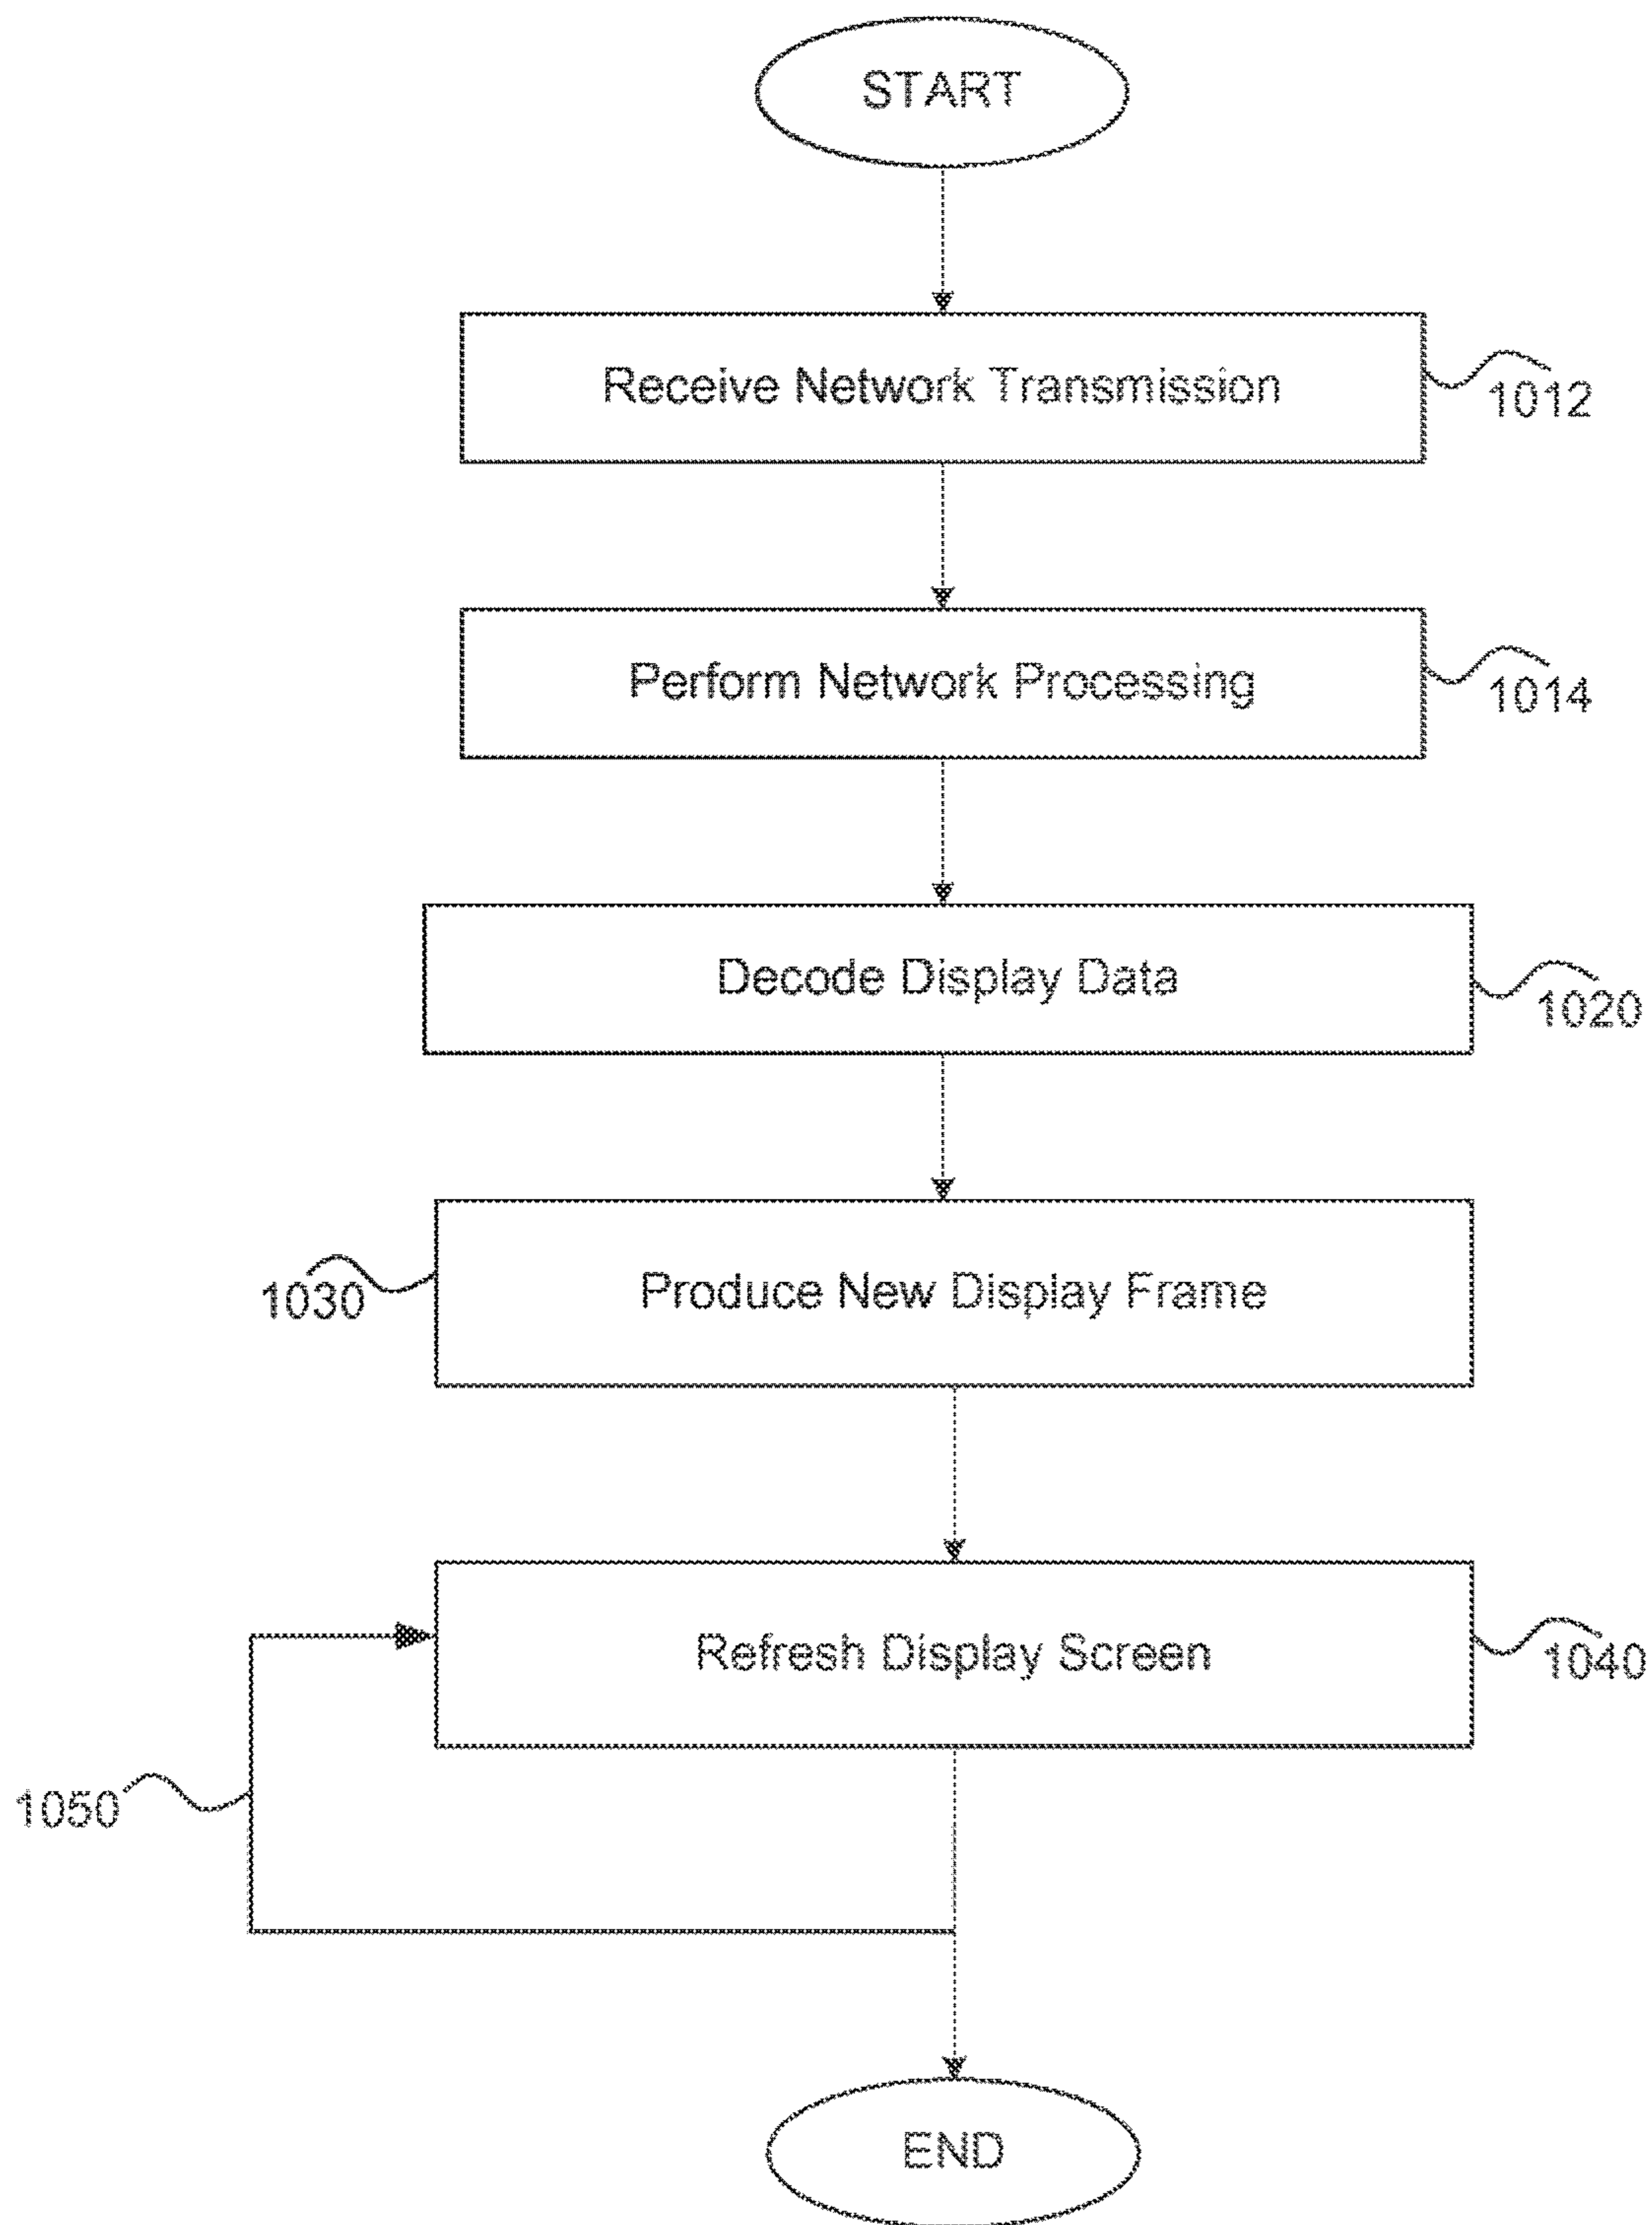 START
Receive Network Transmission
1012
Perform Network Processing
1014
Decode Display Data
1020
Produce New Display Frame
1030
Refresh Display Screen
1040
1050
END